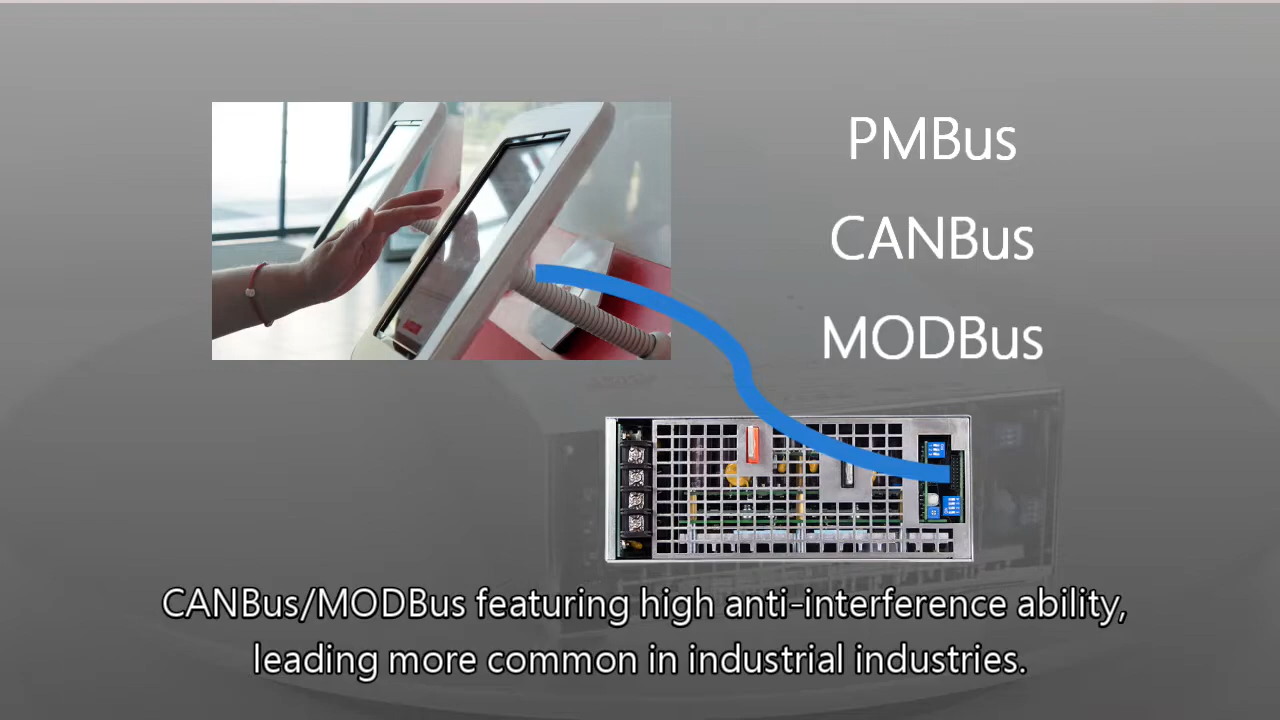 PMBus
CANBus
MODBus
CANBus/MODBus featuring high anti-interference ability,
leading more common in industrial industries.